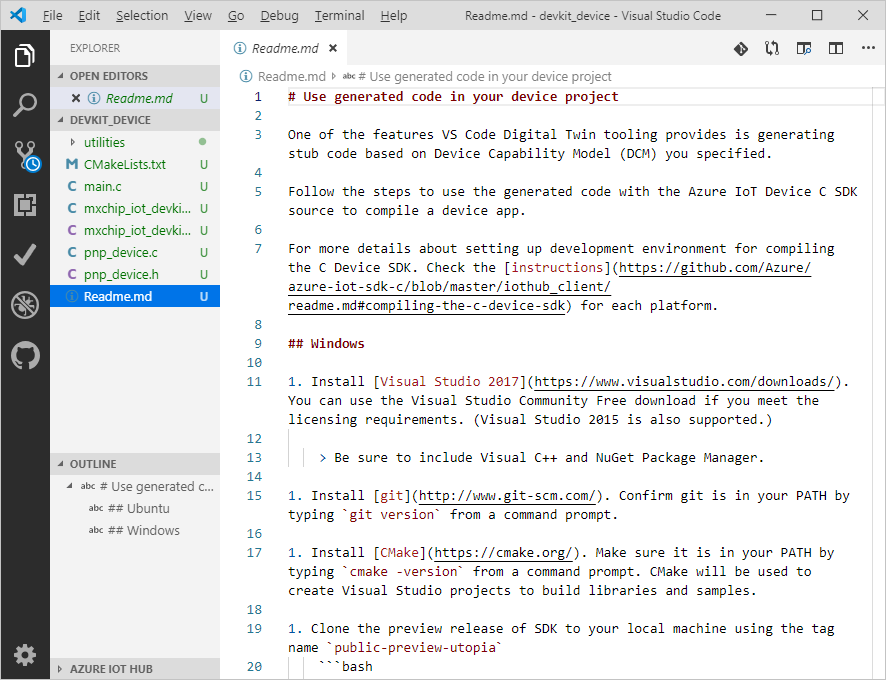 File Edit Selection View Go Debug Terminal Help Readme.md - devkit_device - Visual Studio Code
EXPLORER
OPEN EDITORS
Readme.md U
DEVKIT_DEVICE
utilities
M CMakeLists.txt U
C main.c U
C mxchip_iot_devki... U
C mxchip_iot_devki... U
C pnp_device.c U
C pnp_device.h U
Readme.md U
OUTLINE
abc # Use generated c...
abc ## Ubuntu
abc ## Windows
AZURE IOT HUB
Readme.md
Readme.md abc # Use generated code in your device project
1 # Use generated code in your device project
2
3 One of the features VS Code Digital Twin tooling provides is generating
stub code based on Device Capability Model (DCM) you specified.
4
5 Follow the steps to use the generated code with the Azure IoT Device C SDK
source to compile a device app.
6
7 For more details about setting up development environment for compiling
the C Device SDK. Check the [instructions](https://github.com/Azure/
azure-iot-sdk-c/blob/master/iothub_client/
readme.md#compiling-the-c-device-sdk) for each platform.
8
9 ## Windows
10
11 1. Install [Visual Studio 2017](https://www.visualstudio.com/downloads/).
You can use the Visual Studio Community Free download if you meet the
licensing requirements. (Visual Studio 2015 is also supported.)
12
13 > Be sure to include Visual C++ and NuGet Package Manager.
14
15 1. Install [git](http://www.git-scm.com/). Confirm git is in your PATH by
typing `git version` from a command prompt.
16
17 1. Install [CMake](https://cmake.org/). Make sure it is in your PATH by
typing `cmake -version` from a command prompt. CMake will be used to
create Visual Studio projects to build libraries and samples.
18
19 1. Clone the preview release of SDK to your local machine using the tag
name `public-preview-utopia`
20 ```bash